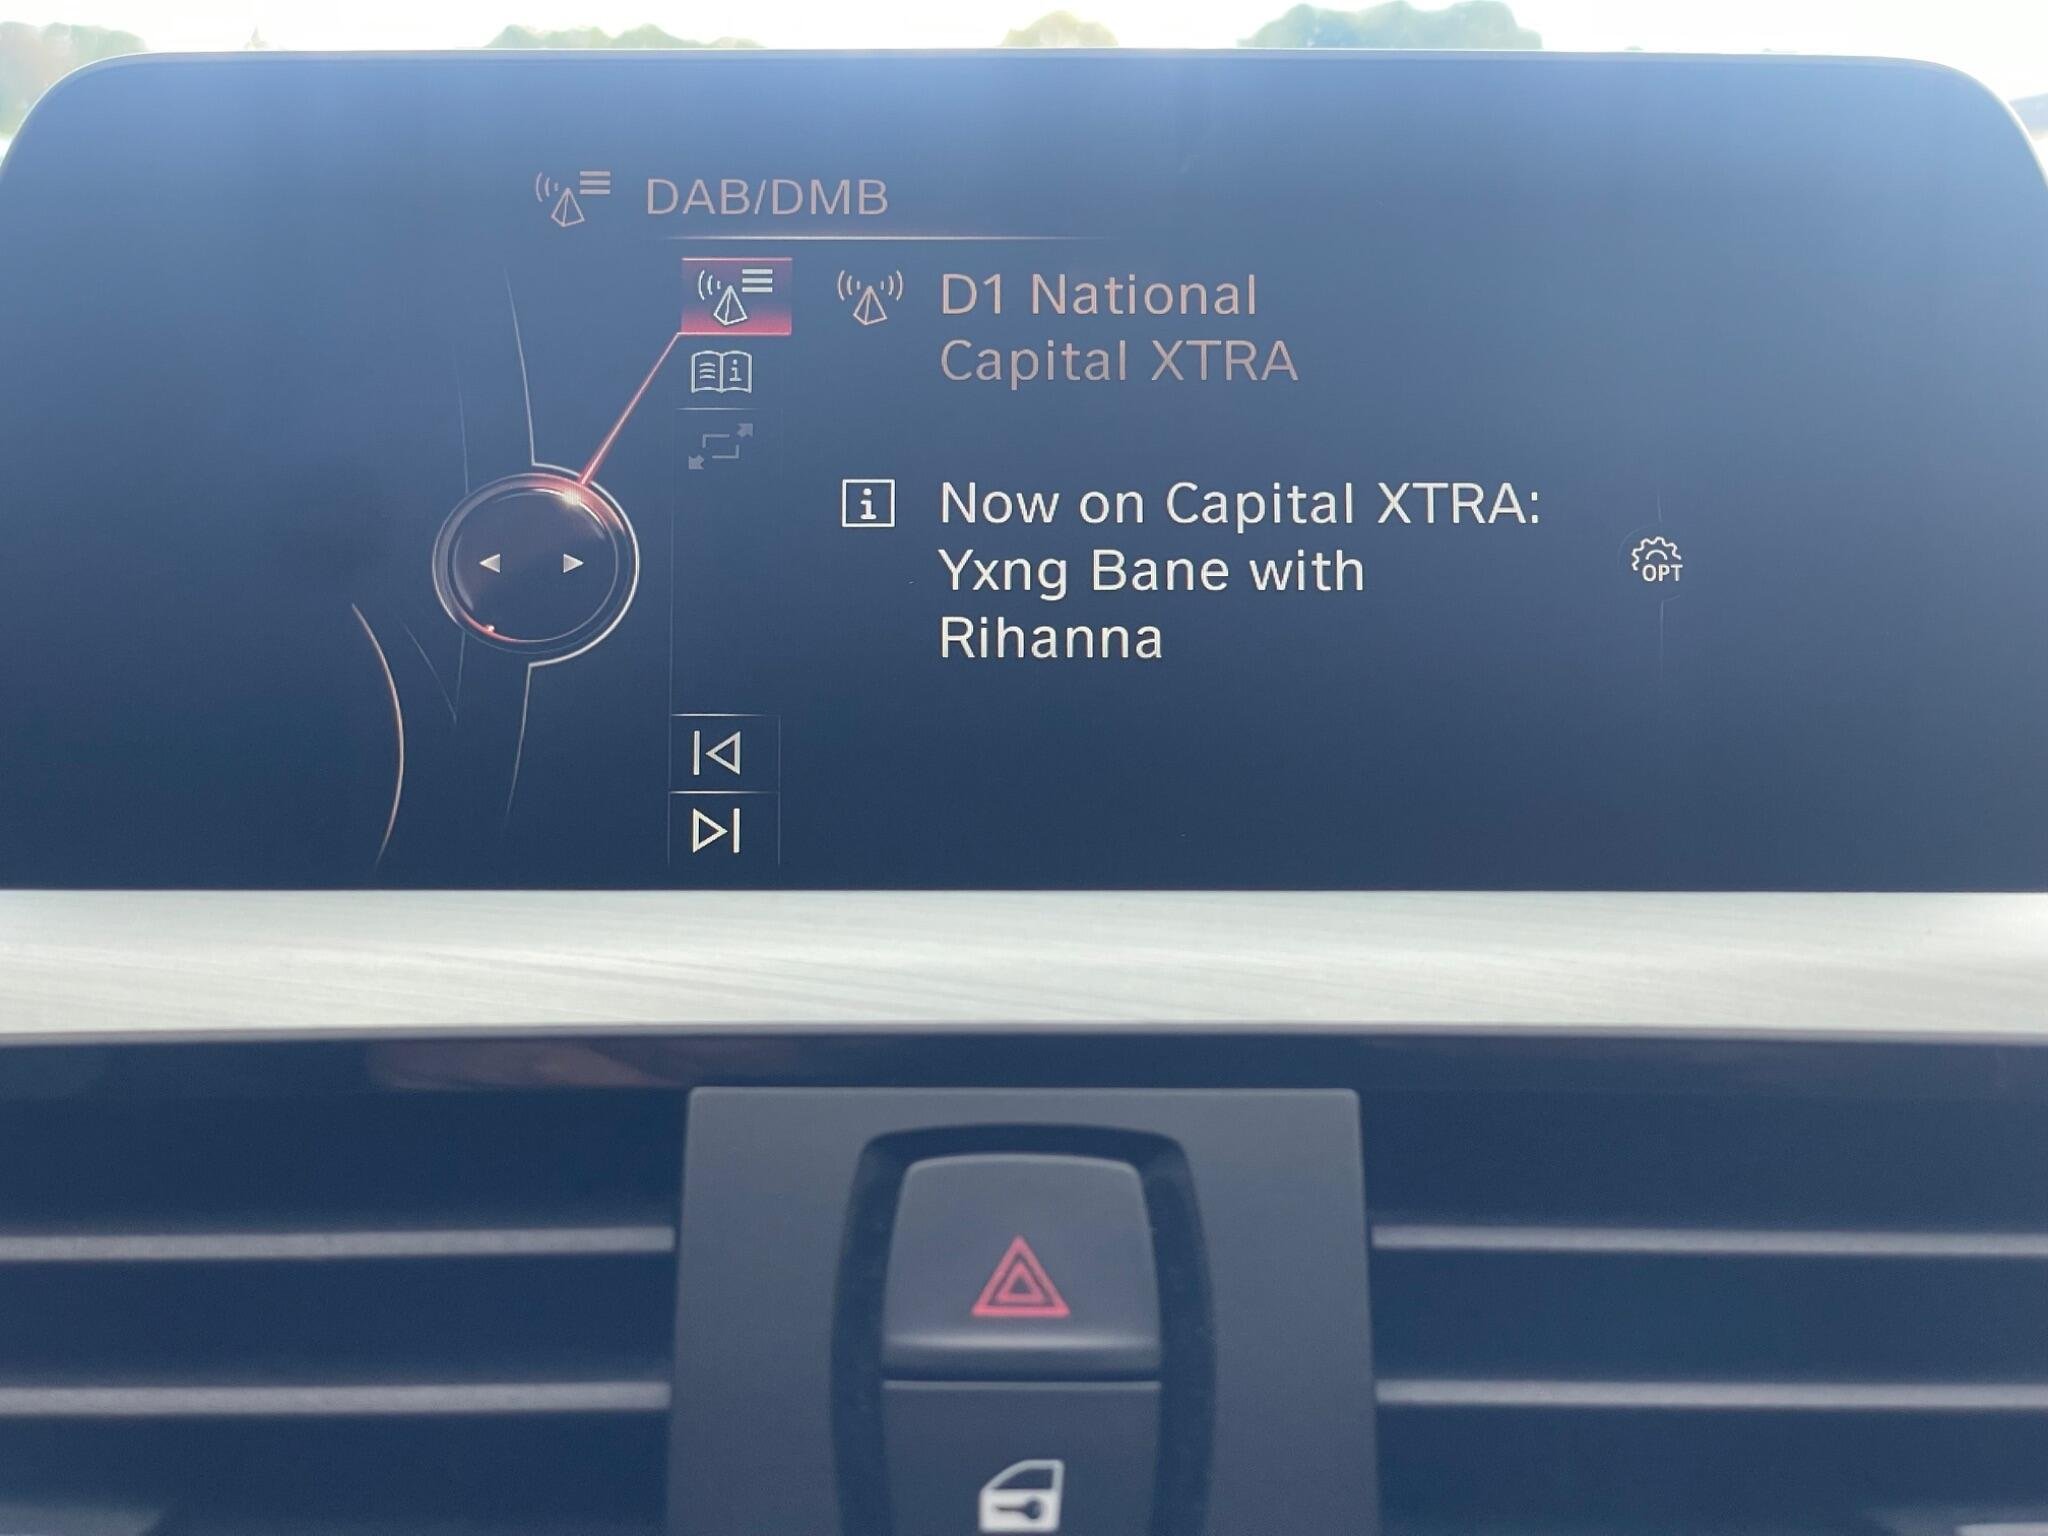 DAB/DMB
D1 National
Capital XTRA
Now on Capital XTRA:
Yxng Bane with
Rihanna
OPT